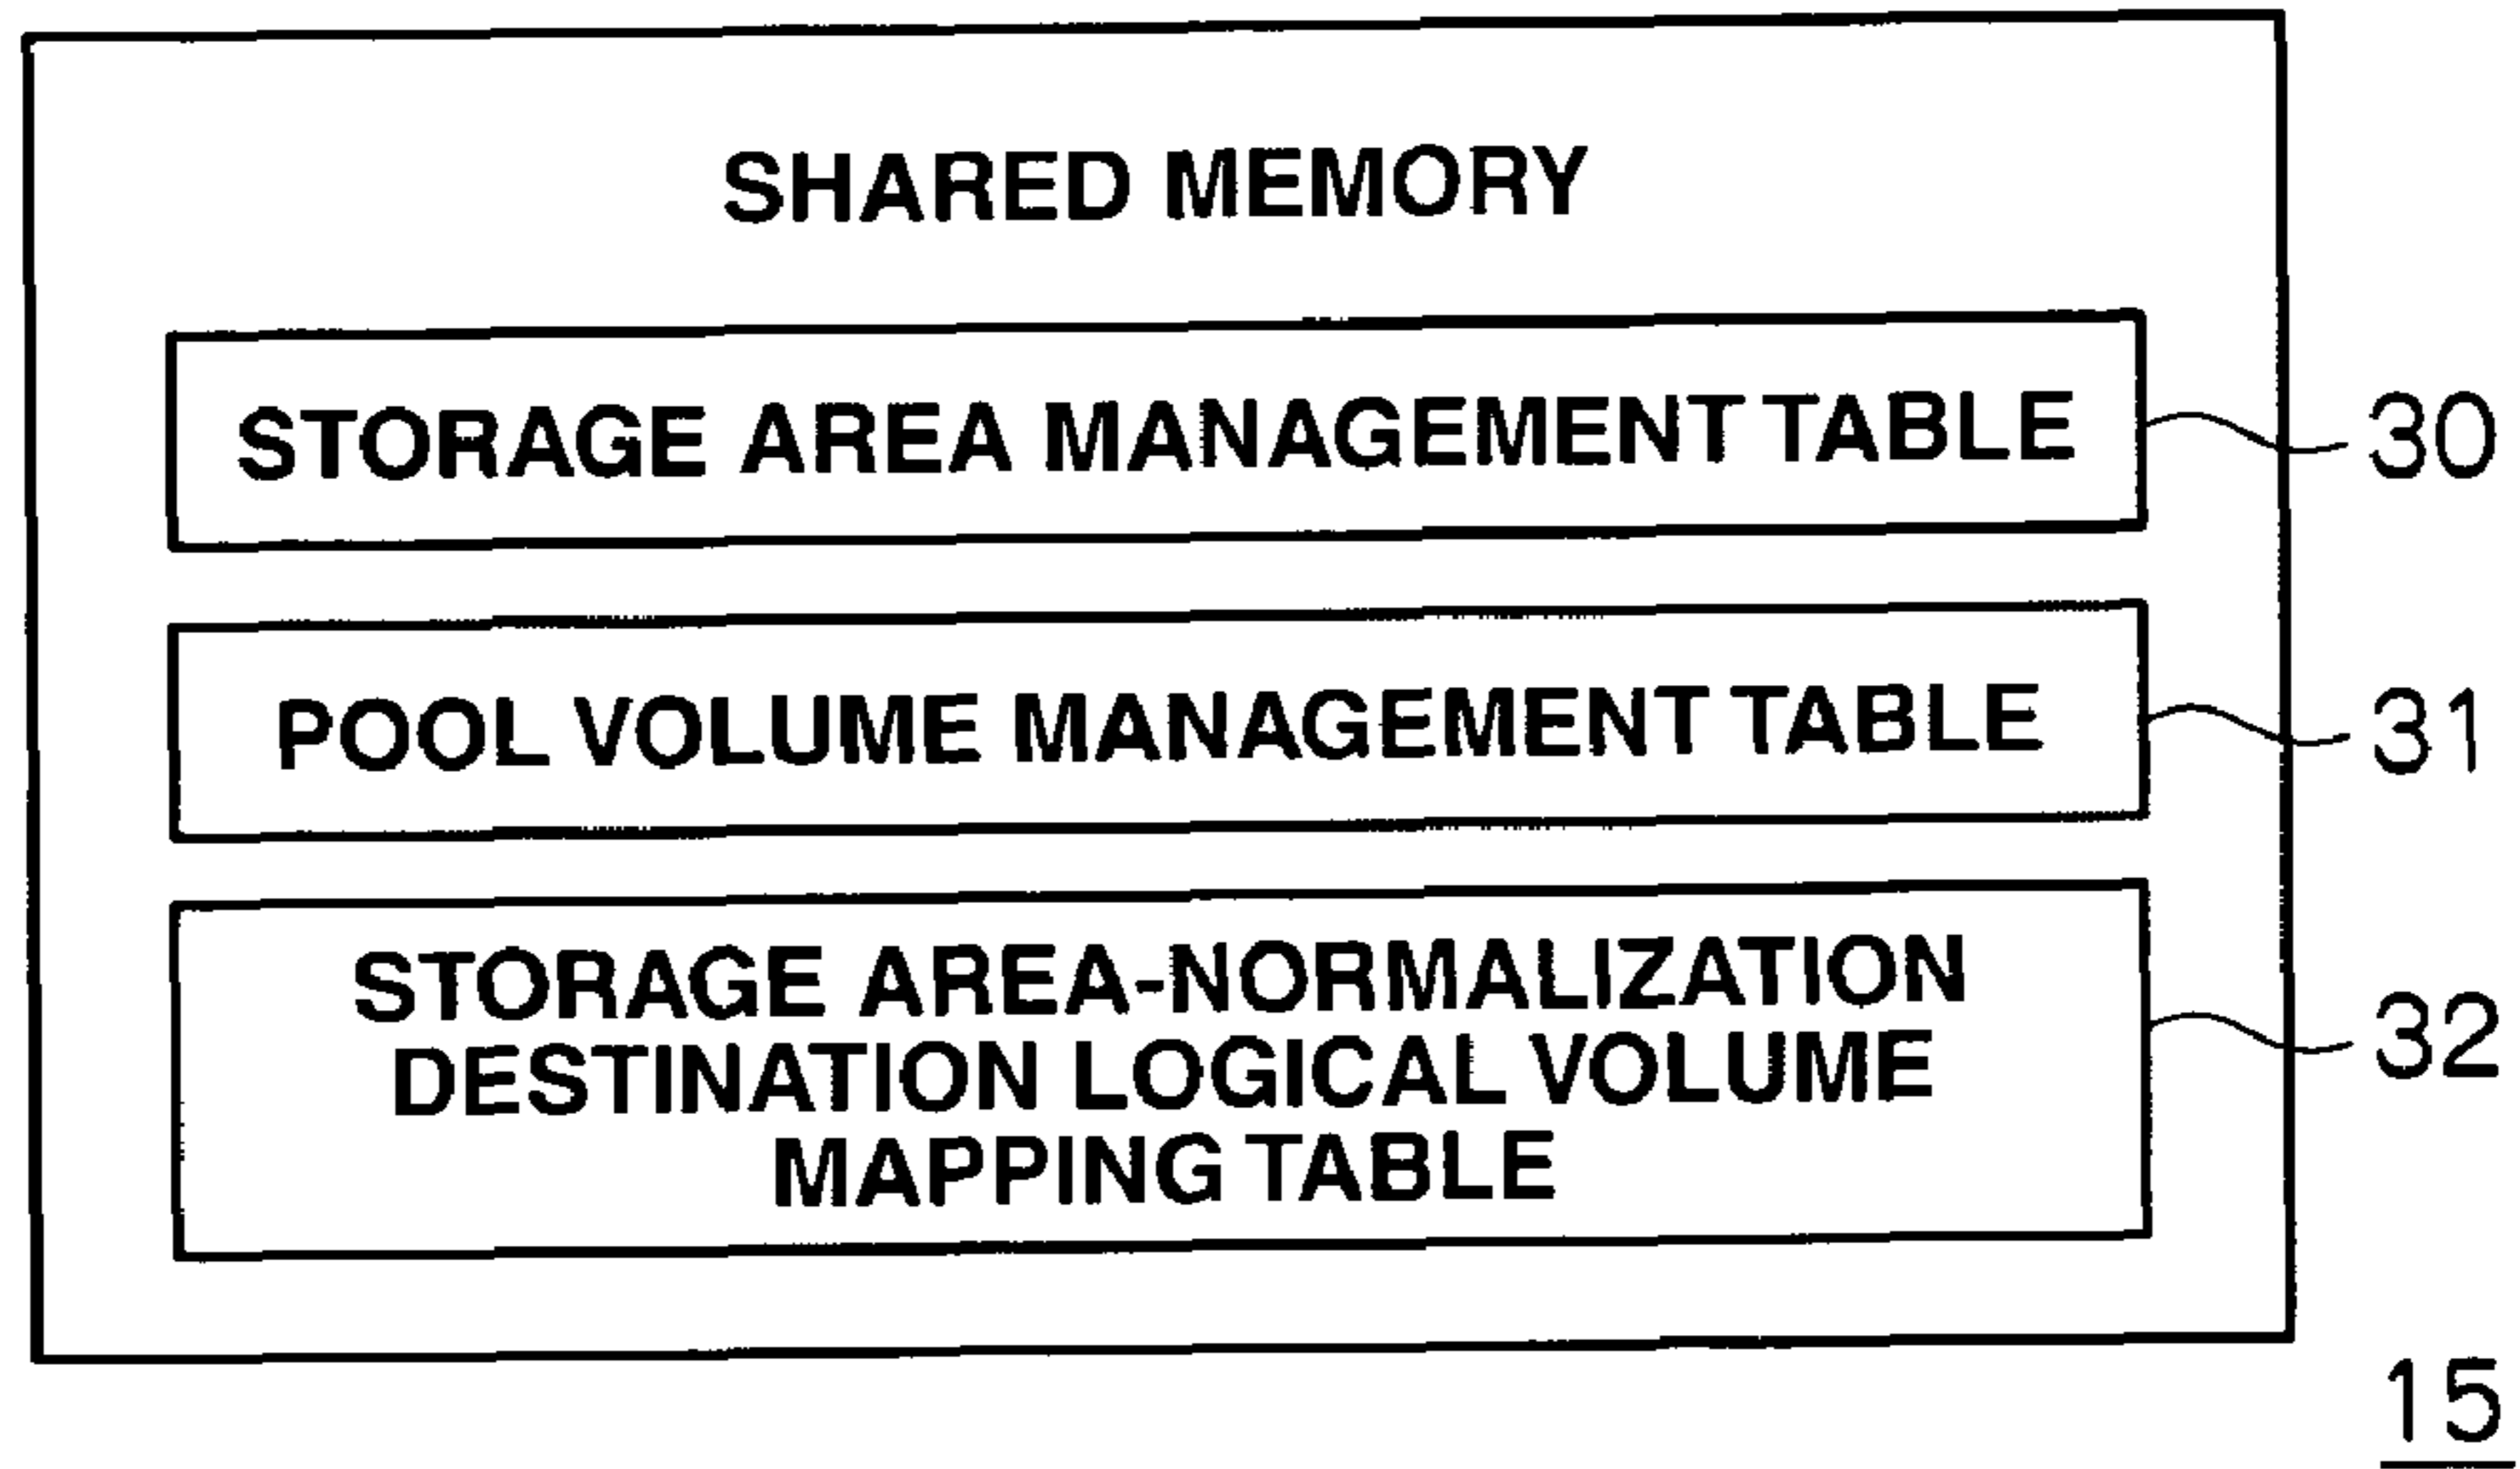 SHARED MEMORY
STORAGE AREA MANAGEMENT TABLE
30
POOL VOLUME MANAGEMENT TABLE
31
STORAGE AREA-NORMALIZATION
DESTINATION LOGICAL VOLUME
MAPPING TABLE
32
15